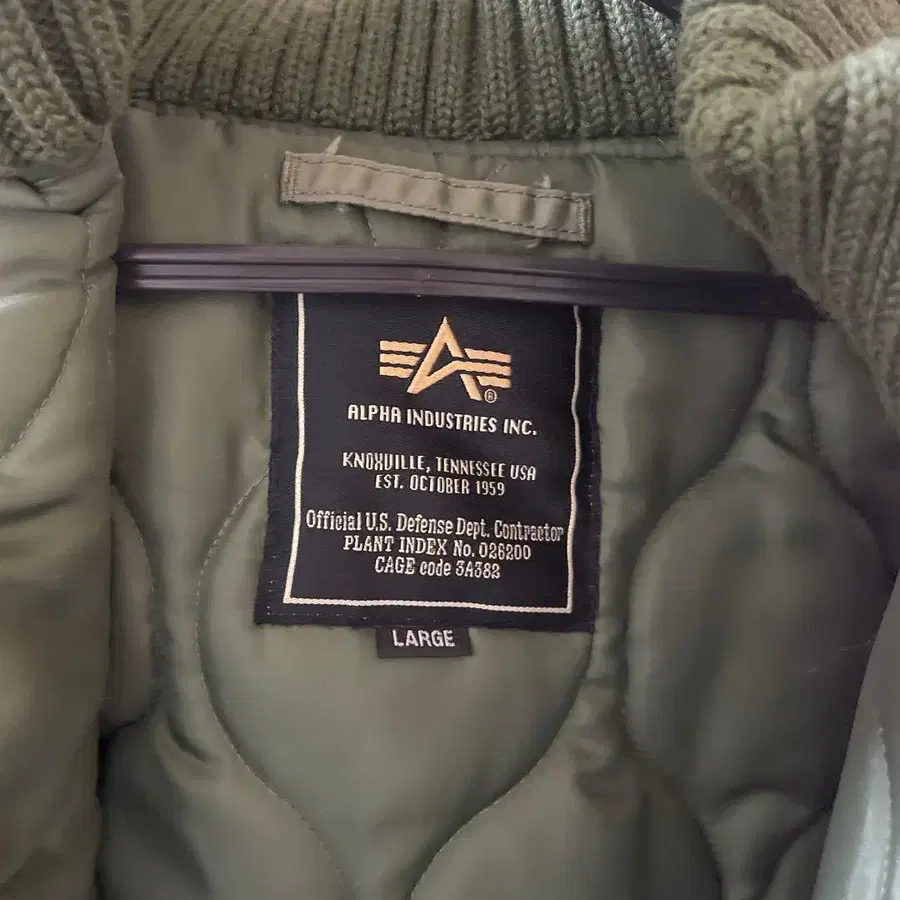 ®
ALPHA INDUSTRIES INC.
KNOXVILLE, TENNESSEE USA
EST. OCTOBER 1959
Official U.S. Defense Dept. Contractor
PLANT INDEX No. 026200
CAGE code 3A382
LARGE